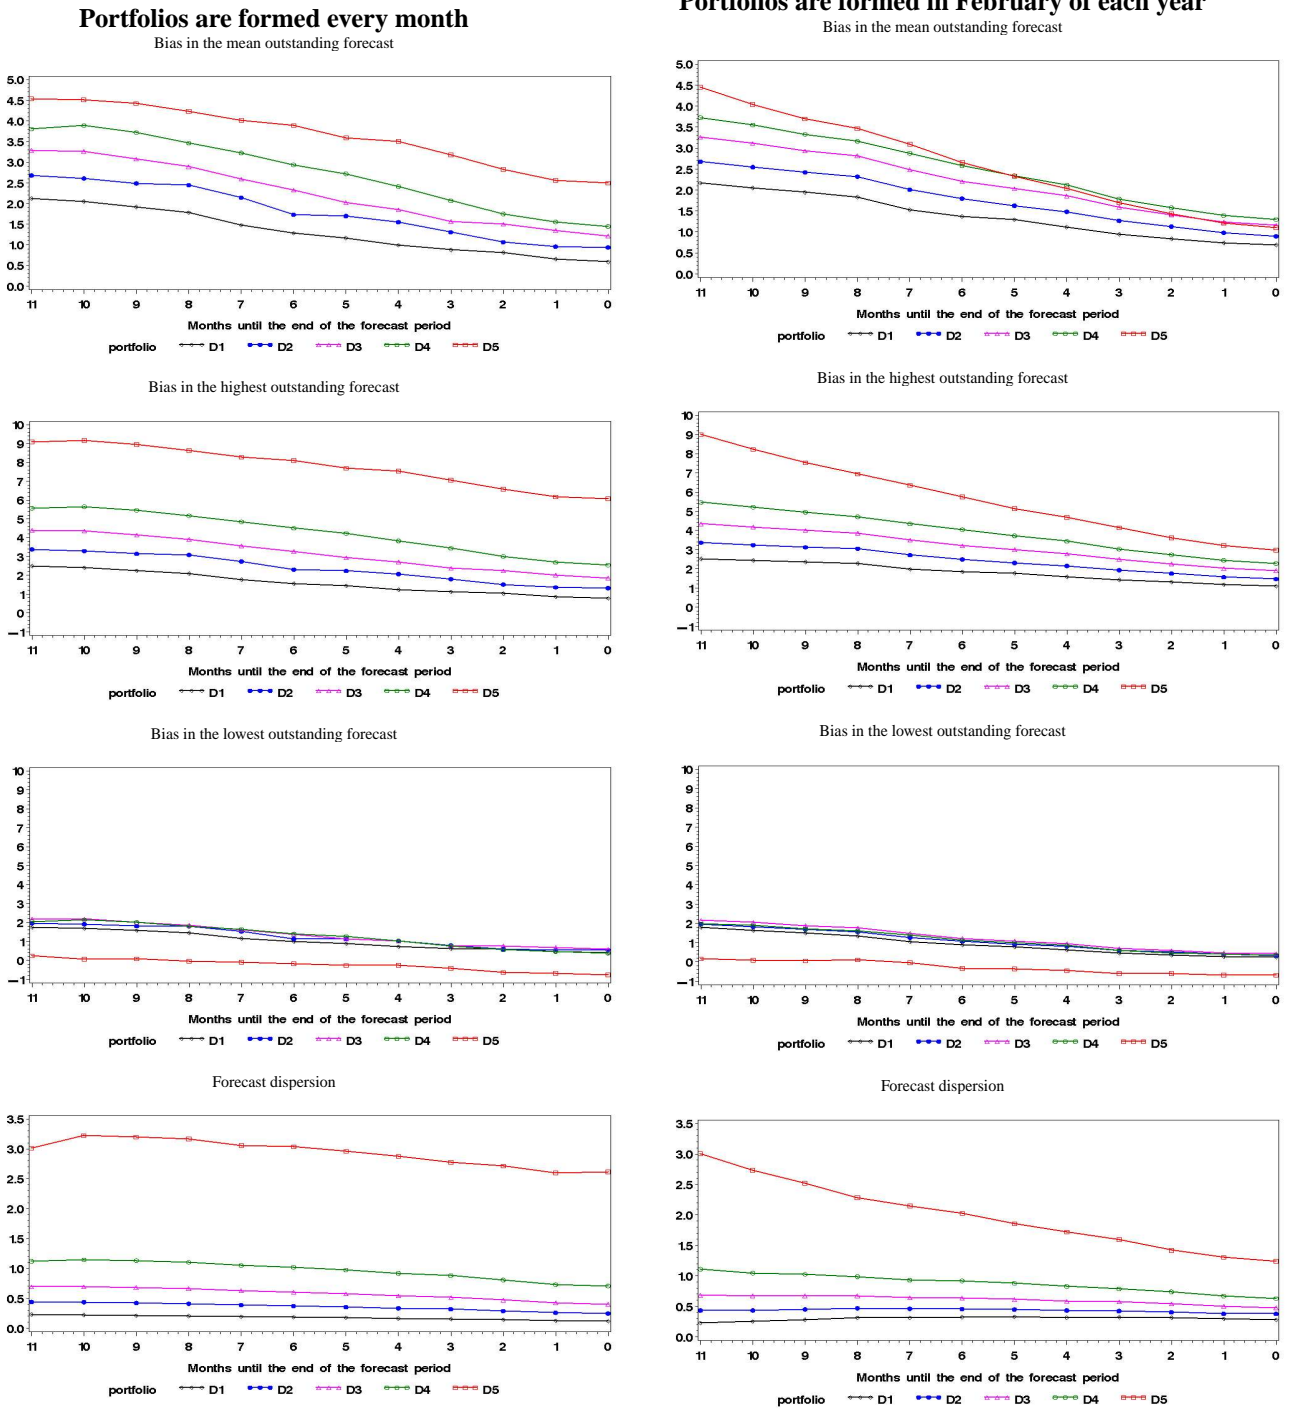 Portfolios are formed every month
Bias in the mean outstanding forecast
5.0
4.5
4.0
3.5
3.0
2.5
2.0
1.5
1.0
0.5
0.0
11 10 9 8 7 6 5 4 3 2 1 0
Months until the end of the forecast period
portfolio D1 D2 D3 D4 D5
Bias in the highest outstanding forecast
10
9
8
7
6
5
4
3
2
1
0
−1
11 10 9 8 7 6 5 4 3 2 1 0
Months until the end of the forecast period
portfolio D1 D2 D3 D4 D5
Bias in the lowest outstanding forecast
10
9
8
7
6
5
4
3
2
1
0
−1
11 10 9 8 7 6 5 4 3 2 1 0
Months until the end of the forecast period
portfolio D1 D2 D3 D4 D5
Forecast dispersion
3.5
3.0
2.5
2.0
1.5
1.0
0.5
0.0
11 10 9 8 7 6 5 4 3 2 1 0
Months until the end of the forecast period
portfolio D1 D2 D3 D4 D5
Portfolios are formed in February of each year
Bias in the mean outstanding forecast
5.0
4.5
4.0
3.5
3.0
2.5
2.0
1.5
1.0
0.5
0.0
11 10 9 8 7 6 5 4 3 2 1 0
Months until the end of the forecast period
portfolio D1 D2 D3 D4 D5
Bias in the highest outstanding forecast
10
9
8
7
6
5
4
3
2
1
0
−1
11 10 9 8 7 6 5 4 3 2 1 0
Months until the end of the forecast period
portfolio D1 D2 D3 D4 D5
Bias in the lowest outstanding forecast
10
9
8
7
6
5
4
3
2
1
0
−1
11 10 9 8 7 6 5 4 3 2 1 0
Months until the end of the forecast period
portfolio D1 D2 D3 D4 D5
Forecast dispersion
3.5
3.0
2.5
2.0
1.5
1.0
0.5
0.0
11 10 9 8 7 6 5 4 3 2 1 0
Months until the end of the forecast period
portfolio D1 D2 D3 D4 D5